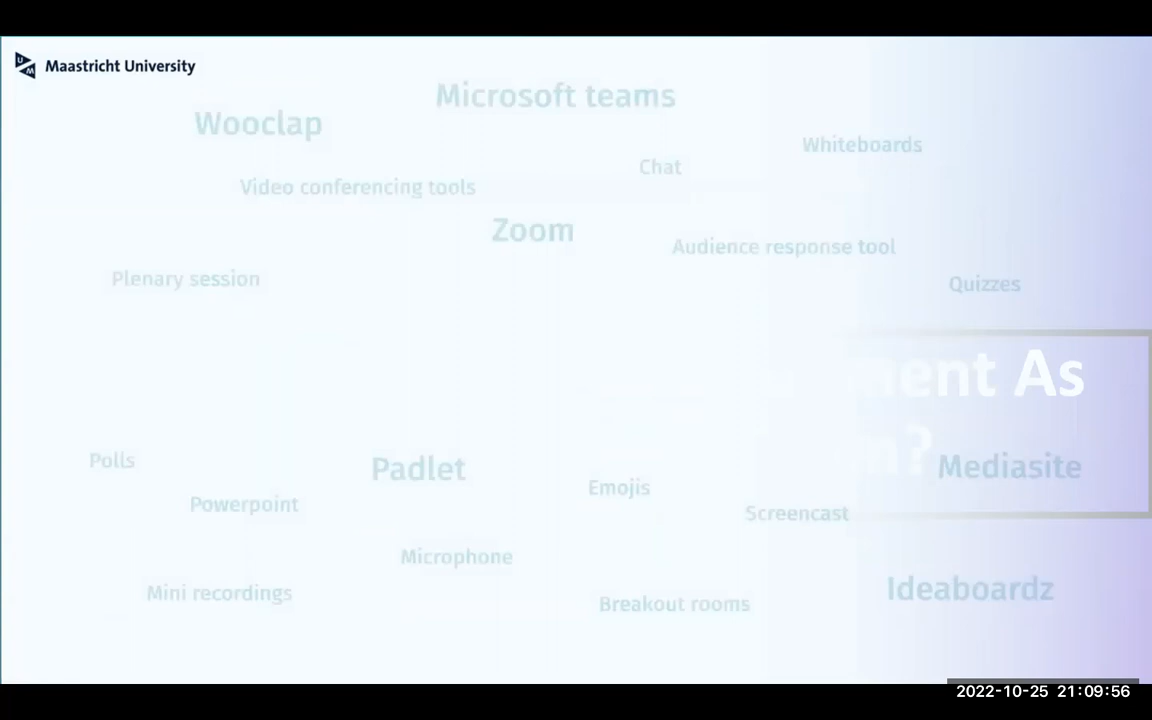 Maastricht University
Microsoft teams
Wooclap
Whiteboards
Chat
Video conferencing tools
Zoom
Audience response tool
Plenary session
Quizzes
As
Polls
Padlet
Mediasite
Emojis
Powerpoint
Screencast
Microphone
Mini recordings
Ideaboardz
Breakout rooms
2022-10-25 21:09:56